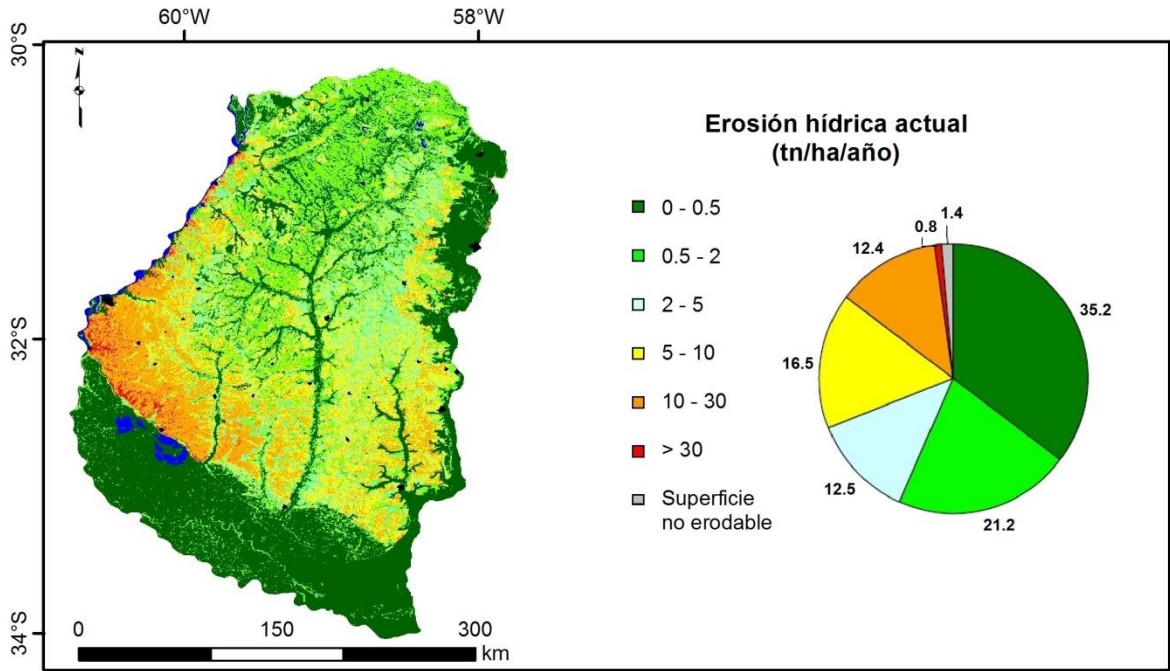 60°W
58°W
30°S
32°S
34°S
Erosión hídrica actual
(tn/ha/año)
0 - 0.5
0.5 - 2
2 - 5
5 - 10
10 - 30
> 30
Superficie
no erodable
1.4
0.8
12.4
35.2
16.5
12.5
21.2
0
150
300
km